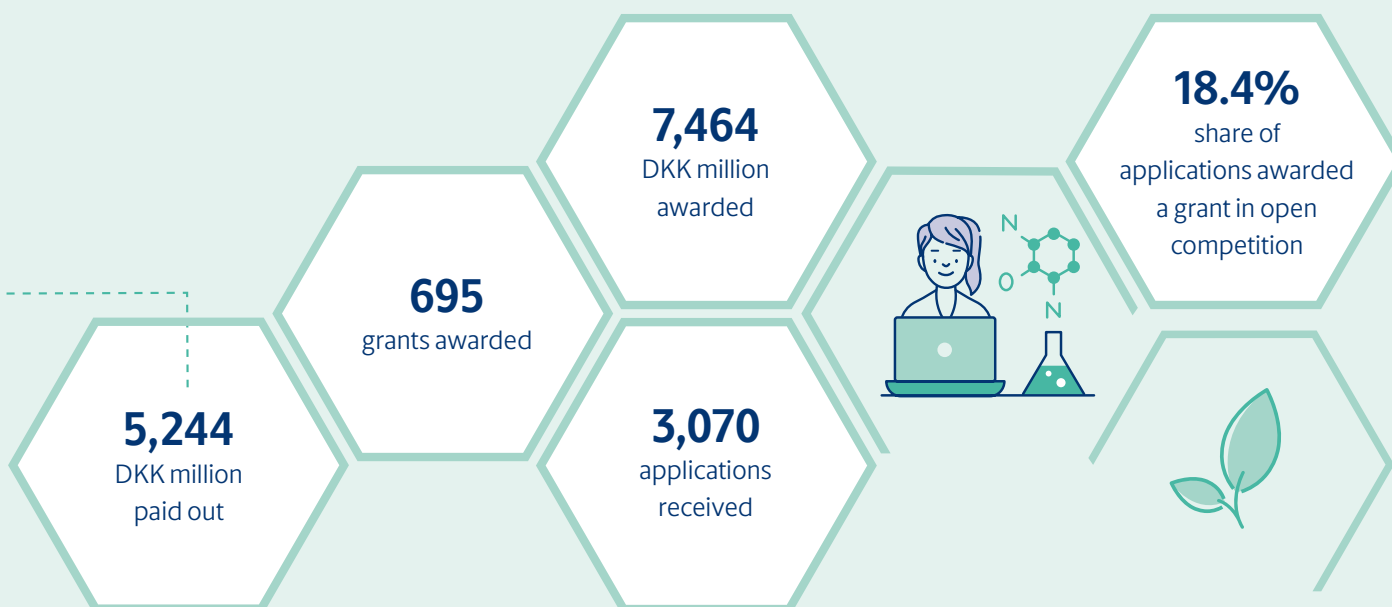 5,244
DKK million
paid out
695
grants awarded
7,464
DKK million
awarded
3,070
applications
received
N
O
N
18.4%
share of
applications awarded
a grant in open
competition